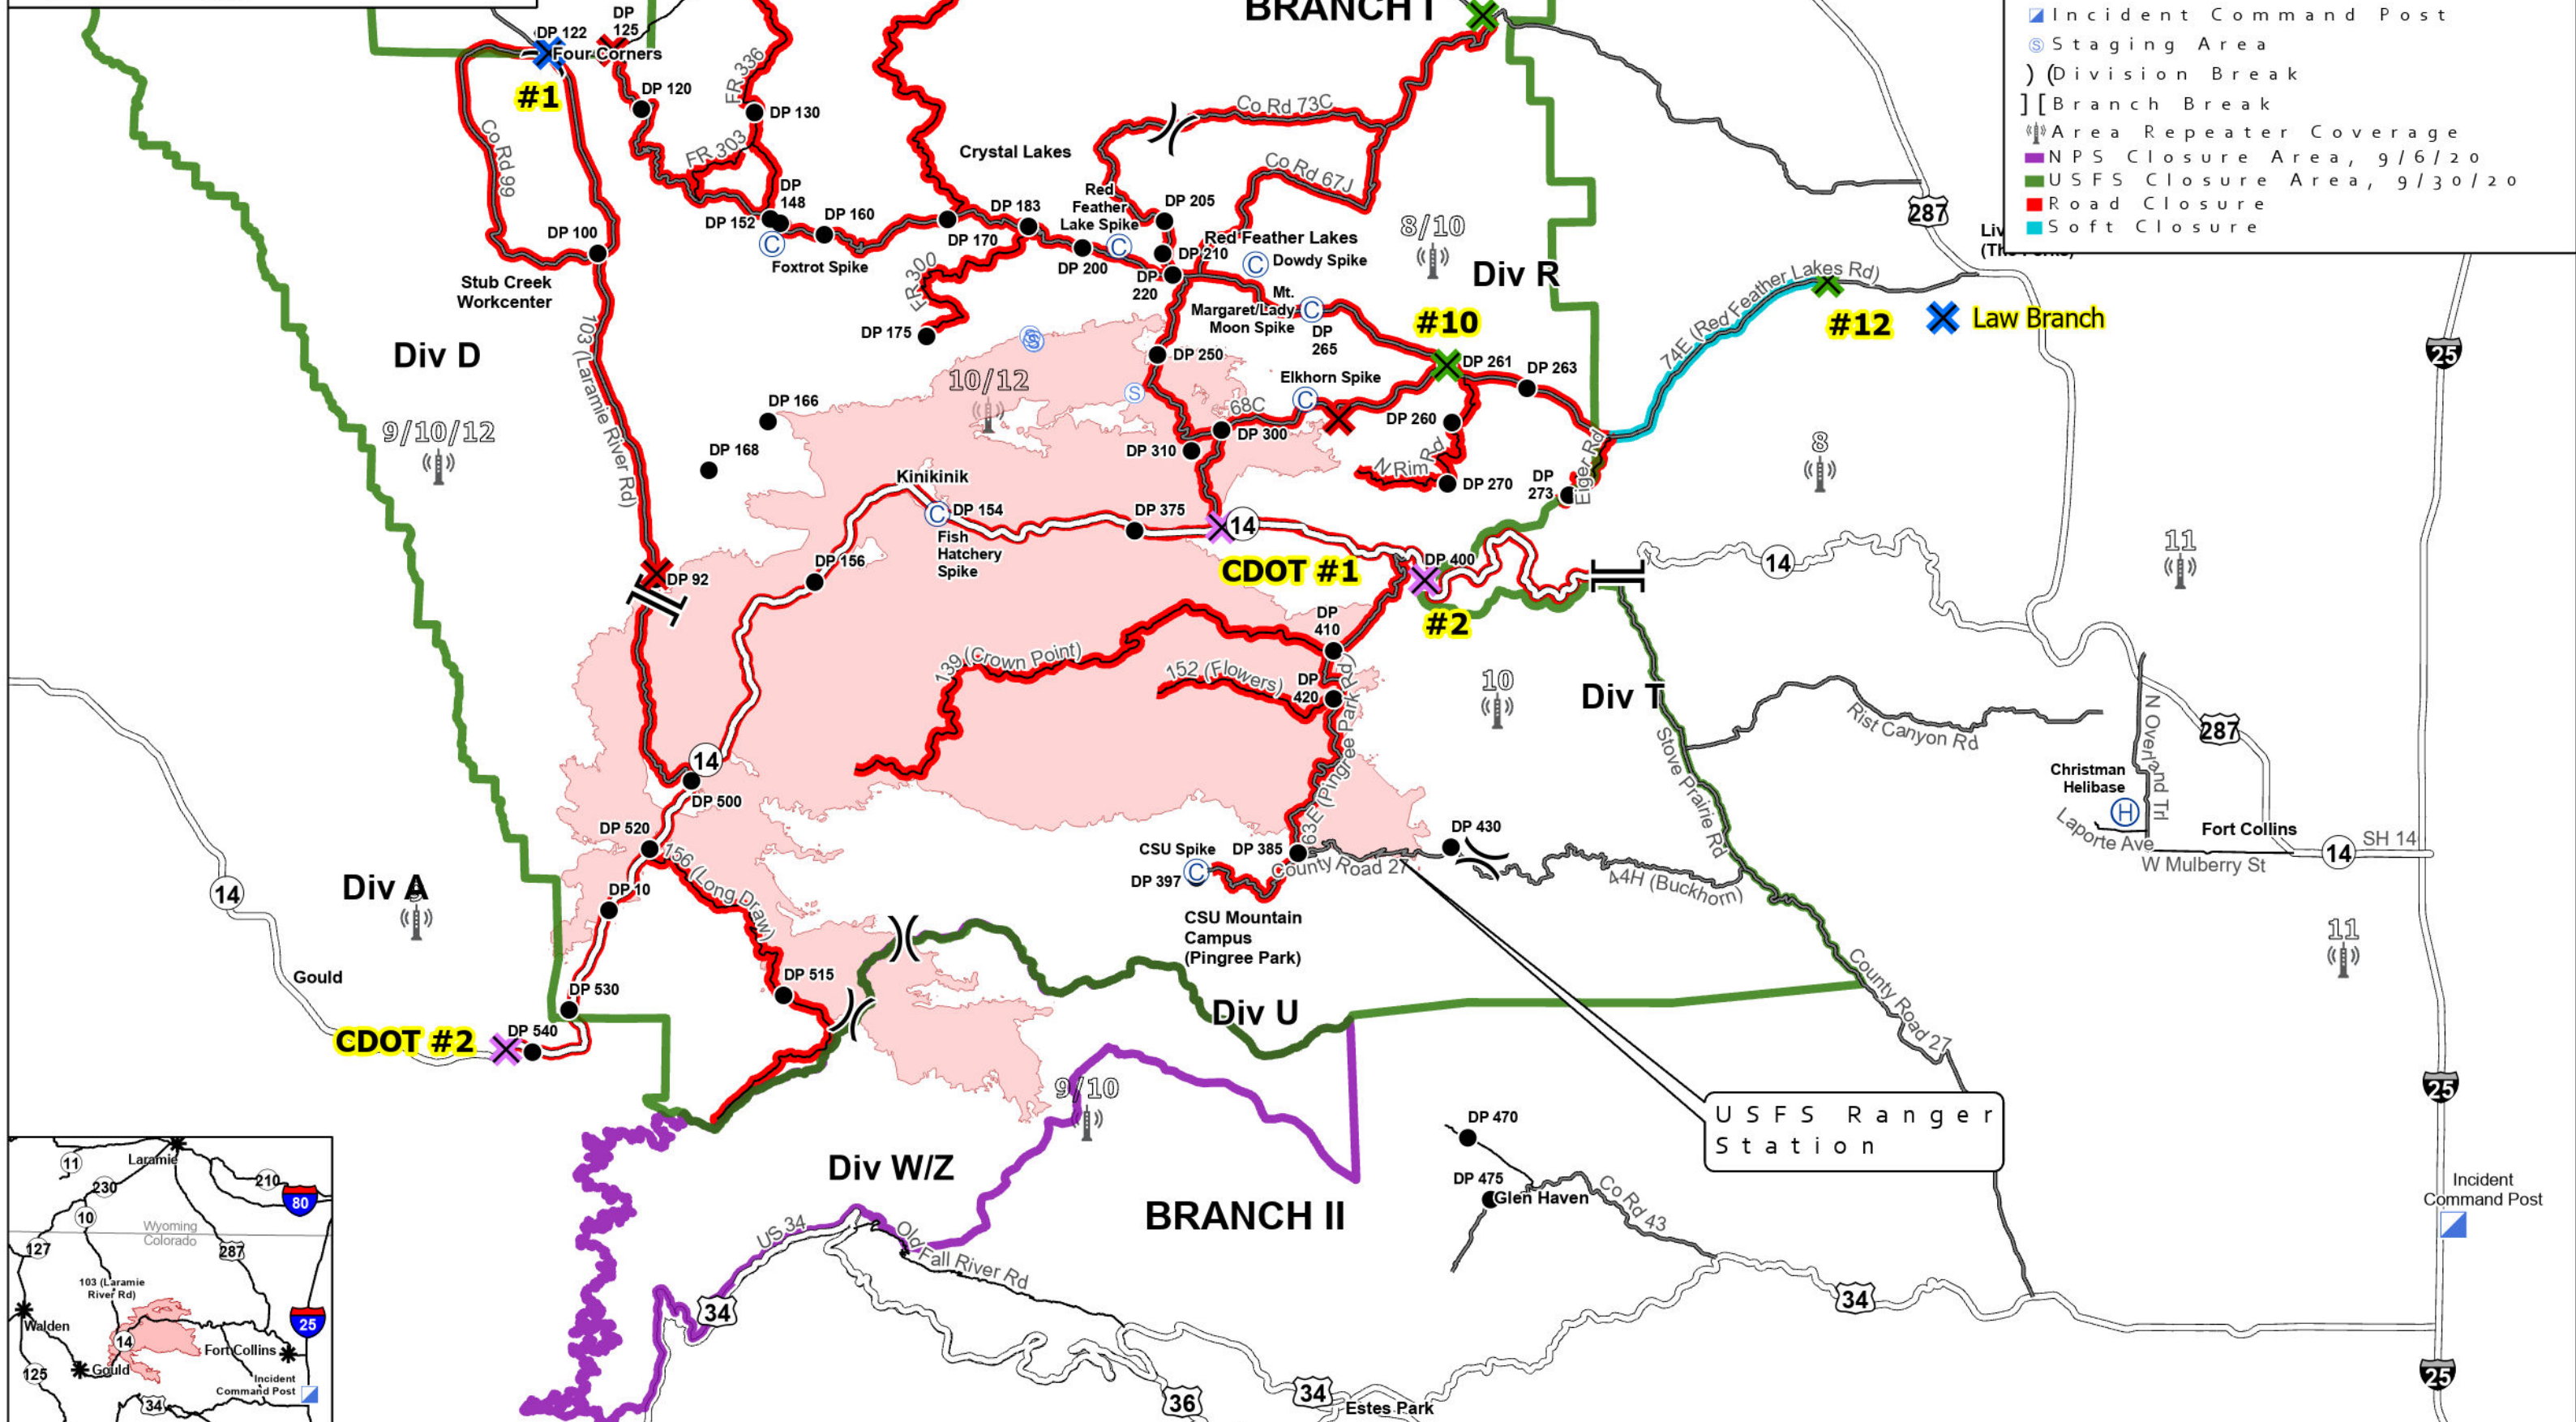 BRANCH I
Incident Command Post
Staging Area
)( Division Break
][ Branch Break
Area Repeater Coverage
NPS Closure Area, 9/6/20
USFS Closure Area, 9/30/20
Road Closure
Soft Closure
DP 122
Four Corners
#1
DP
125
DP 120
FR 336
DP 130
FR 303
Co Rd 99
DP 100
Stub Creek
Workcenter
DP
148
DP 152
DP 160
C
Foxtrot Spike
Crystal Lakes
DP 170
DP 183
FR 300
DP 175
Red
Feather
Lake Spike
C
DP 200
DP 205
DP 210
DP
220
Co Rd 73C
Co Rd 67J
Red Feather Lakes
C
Dowdy Spike
Mt.
Margaret/Lady
Moon Spike
C
DP
265
8/10
Div R
287
#10
DP 261
DP 263
74E (Red Feather Lakes Rd)
#12
Law Branch
25
Div D
9/10/12
103 (Laramie River Rd)
S
S
10/12
DP 250
DP 166
DP 168
Elkhorn Spike
C
68C
DP 300
DP 310
DP 260
N Rim Rd
DP 270
DP
273
Eiger Rd
8
11
Kinikinik
C
DP 154
Fish
Hatchery
Spike
DP 375
14
CDOT #1
DP 400
#2
14
DP 156
DP 92
DP
410
139 (Crown Point)
152 (Flowers)
DP
420
63E (Pingree Park Rd)
10
Div T
Stove Prairie Rd
Rist Canyon Rd
N Overland Trl
287
Christman
Helibase
H
Laporte Ave
Fort Collins
W Mulberry St
14
SH 14
14
DP 500
DP 520
156 (Long Draw)
DP 10
Div A
14
Gould
DP 530
CDOT #2
DP 540
DP 515
CSU Spike
C
DP 385
DP 397
County Road 27
DP 430
44H (Buckhorn)
CSU Mountain
Campus
(Pingree Park)
Div U
County Road 27
11
25
9/10
USFS Ranger
Station
DP 470
DP 475
Glen Haven
Co Rd 43
Div W/Z
BRANCH II
US 34
Old Fall River Rd
34
34
34
36
Estes Park
Incident
Command Post
25
11
Laramie
230
210
80
10
Wyoming
Colorado
127
287
103 (Laramie
River Rd)
Walden
14
25
Fort Collins
Gould
125
Incident
Command Post
34